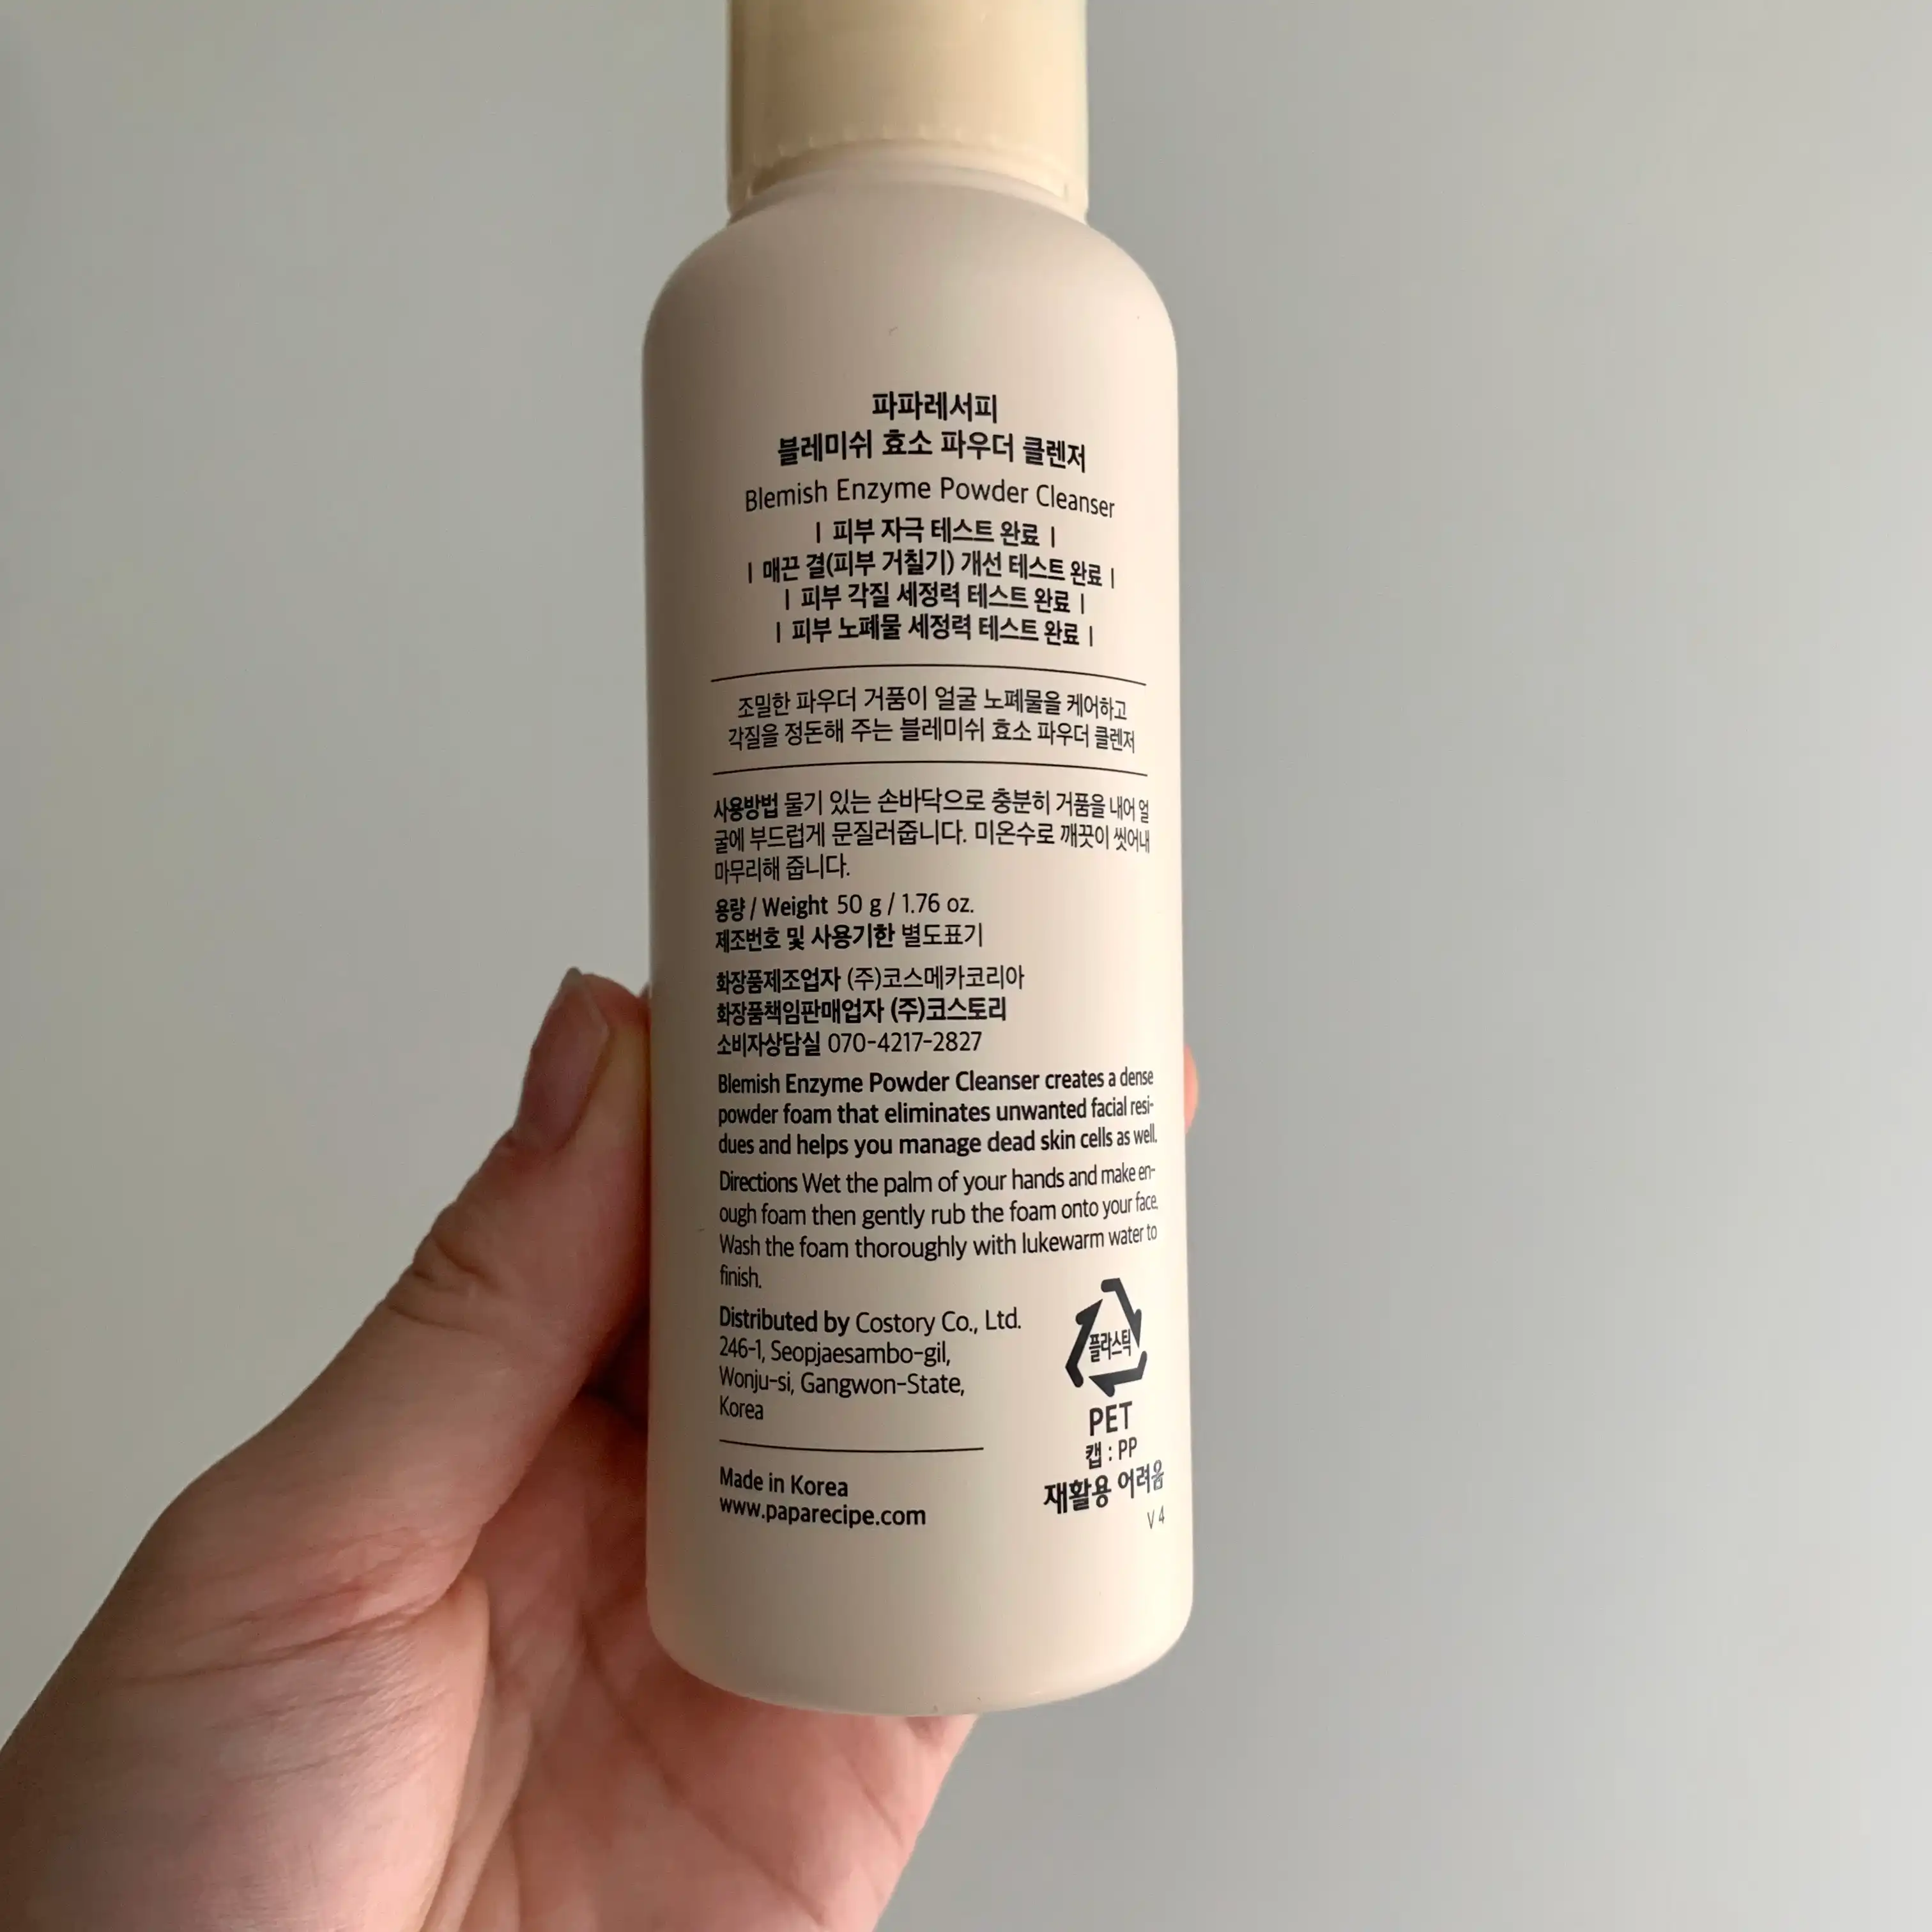 파파레서피
블레미쉬 효소 파우더 클렌저
Blemish Enzyme Powder Cleanser
| 피부 자극 테스트 완료 |
| 매끈 결(피부 거칠기) 개선 테스트 완료 |
| 피부 각질 세정력 테스트 완료 |
| 피부 노폐물 세정력 테스트 완료 |
조밀한 파우더 거품이 얼굴 노폐물을 케어하고
각질을 정돈해 주는 블레미쉬 효소 파우더 클렌저
사용방법 물기 있는 손바닥으로 충분히 거품을 내어 얼
굴에 부드럽게 문질러줍니다. 미온수로 깨끗이 씻어내
마무리해 줍니다.
용량 / Weight 50 g / 1.76 oz.
제조번호 및 사용기한 별도표기
화장품제조업자 (주)코스메카코리아
화장품책임판매업자 (주)코스토리
소비자상담실 070-4217-2827
Blemish Enzyme Powder Cleanser creates a dense
powder foam that eliminates unwanted facial resi-
dues and helps you manage dead skin cells as well.
Directions Wet the palm of your hands and make en-
ough foam then gently rub the foam onto your face.
Wash the foam thoroughly with lukewarm water to
finish.
Distributed by Costory Co., Ltd.
246-1, Seopjaesambo-gil,
Wonju-si, Gangwon-State,
Korea
Made in Korea
www.paparecipe.com
플라스틱
PET
캡 : PP
재활용 어려움
V 4